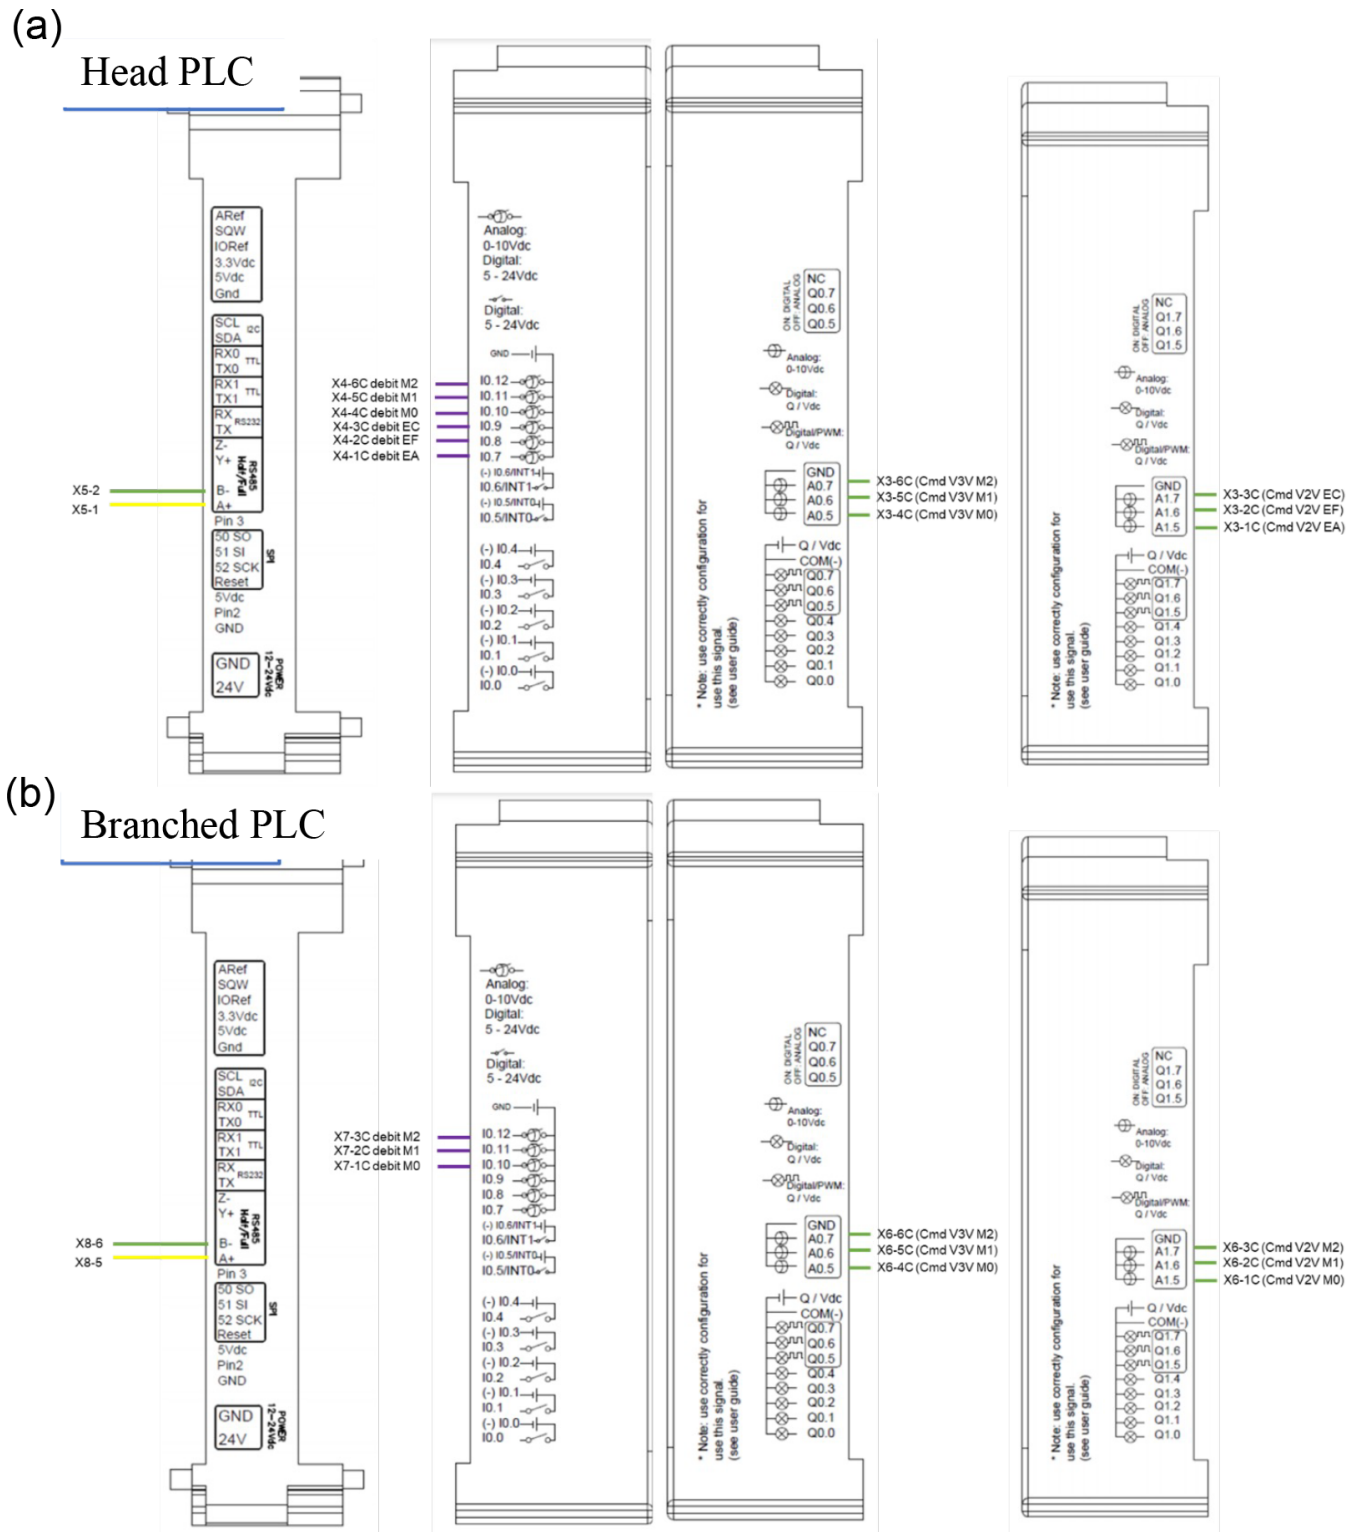 (a)
Head PLC
ARef
SQW
IORef
3.3Vdc
5Vdc
Gnd
SCL
SDA
I2C
RX0
TX0
TTL
RX1
TX1
TTL
RX
TX
RS232
Z-
Y+
B-
A+
RS485
Half/Full
X5-2
X5-1
Pin 3
50 SO
51 SI
52 SCK
Reset
SPI
5Vdc
Pin2
GND
GND
24V
POWER
12-24Vdc
Analog:
0-10Vdc
Digital:
5 - 24Vdc
Digital:
5 - 24Vdc
GND
X4-6C debit M2
X4-5C debit M1
X4-4C debit M0
X4-3C debit EC
X4-2C debit EF
X4-1C debit EA
I0.12
I0.11
I0.10
I0.9
I0.8
I0.7
(-) I0.6/INT1
I0.6/INT1
(-) I0.5/INT0
I0.5/INT0
(-) I0.4
I0.4
(-) I0.3
I0.3
(-) I0.2
I0.2
(-) I0.1
I0.1
(-) I0.0
I0.0
ON: DIGITAL
OFF: ANALOG
NC
Q0.7
Q0.6
Q0.5
Analog:
0-10Vdc
Digital:
Q / Vdc
Digital/PWM:
Q / Vdc
GND
A0.7
A0.6
A0.5
X3-6C (Cmd V3V M2)
X3-5C (Cmd V3V M1)
X3-4C (Cmd V3V M0)
Q / Vdc
COM(-)
Q0.7
Q0.6
Q0.5
Q0.4
Q0.3
Q0.2
Q0.1
Q0.0
* Note: use correctly configuration for
use this signal.
(see user guide)
ON: DIGITAL
OFF: ANALOG
NC
Q1.7
Q1.6
Q1.5
Analog:
0-10Vdc
Digital:
Q / Vdc
Digital/PWM:
Q / Vdc
GND
A1.7
A1.6
A1.5
X3-3C (Cmd V2V EC)
X3-2C (Cmd V2V EF)
X3-1C (Cmd V2V EA)
Q / Vdc
COM(-)
Q1.7
Q1.6
Q1.5
Q1.4
Q1.3
Q1.2
Q1.1
Q1.0
* Note: use correctly configuration for
use this signal.
(see user guide)
(b)
Branched PLC
ARef
SQW
IORef
3.3Vdc
5Vdc
Gnd
SCL
SDA
I2C
RX0
TX0
TTL
RX1
TX1
TTL
RX
TX
RS232
Z-
Y+
B-
A+
RS485
Half/Full
X8-6
X8-5
Pin 3
50 SO
51 SI
52 SCK
Reset
SPI
5Vdc
Pin2
GND
GND
24V
POWER
12-24Vdc
Analog:
0-10Vdc
Digital:
5 - 24Vdc
Digital:
5 - 24Vdc
GND
X7-3C debit M2
X7-2C debit M1
X7-1C debit M0
I0.12
I0.11
I0.10
I0.9
I0.8
I0.7
(-) I0.6/INT1
I0.6/INT1
(-) I0.5/INT0
I0.5/INT0
(-) I0.4
I0.4
(-) I0.3
I0.3
(-) I0.2
I0.2
(-) I0.1
I0.1
(-) I0.0
I0.0
ON: DIGITAL
OFF: ANALOG
NC
Q0.7
Q0.6
Q0.5
Analog:
0-10Vdc
Digital:
Q / Vdc
Digital/PWM:
Q / Vdc
GND
A0.7
A0.6
A0.5
X6-6C (Cmd V3V M2)
X6-5C (Cmd V3V M1)
X6-4C (Cmd V3V M0)
Q / Vdc
COM(-)
Q0.7
Q0.6
Q0.5
Q0.4
Q0.3
Q0.2
Q0.1
Q0.0
* Note: use correctly configuration for
use this signal.
(see user guide)
ON: DIGITAL
OFF: ANALOG
NC
Q1.7
Q1.6
Q1.5
Analog:
0-10Vdc
Digital:
Q / Vdc
Digital/PWM:
Q / Vdc
GND
A1.7
A1.6
A1.5
X6-3C (Cmd V2V M2)
X6-2C (Cmd V2V M1)
X6-1C (Cmd V2V M0)
Q / Vdc
COM(-)
Q1.7
Q1.6
Q1.5
Q1.4
Q1.3
Q1.2
Q1.1
Q1.0
* Note: use correctly configuration for
use this signal.
(see user guide)